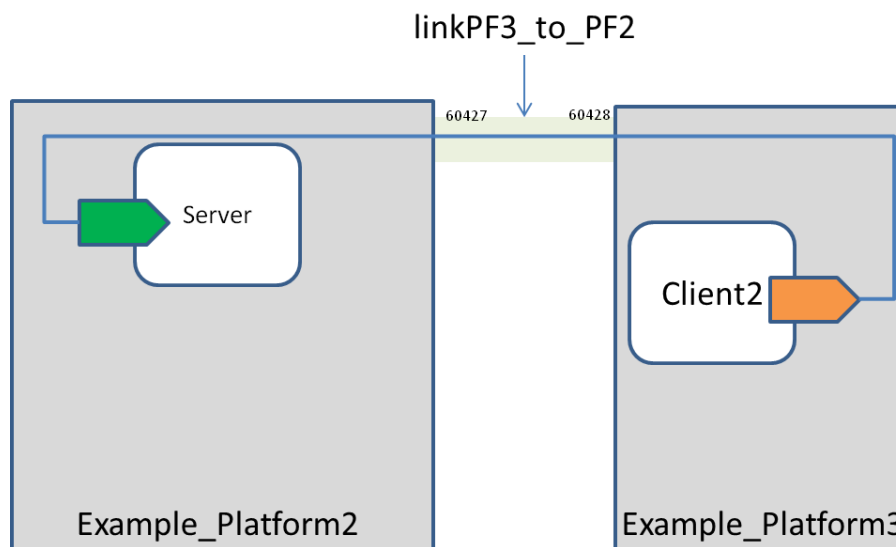 linkPF3_to_PF2
60427
60428
Server
Client2
Example_Platform2
Example_Platform3